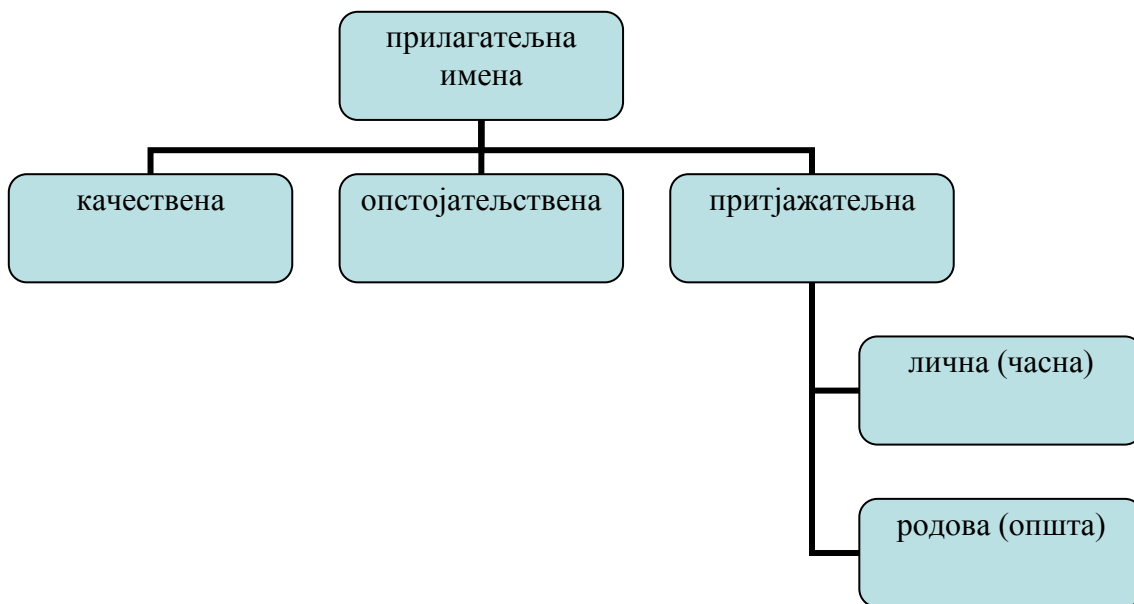 прилагатељна
имена
качествена
опстојатељствена
притјажатељна
лична (часна)
родова (општа)